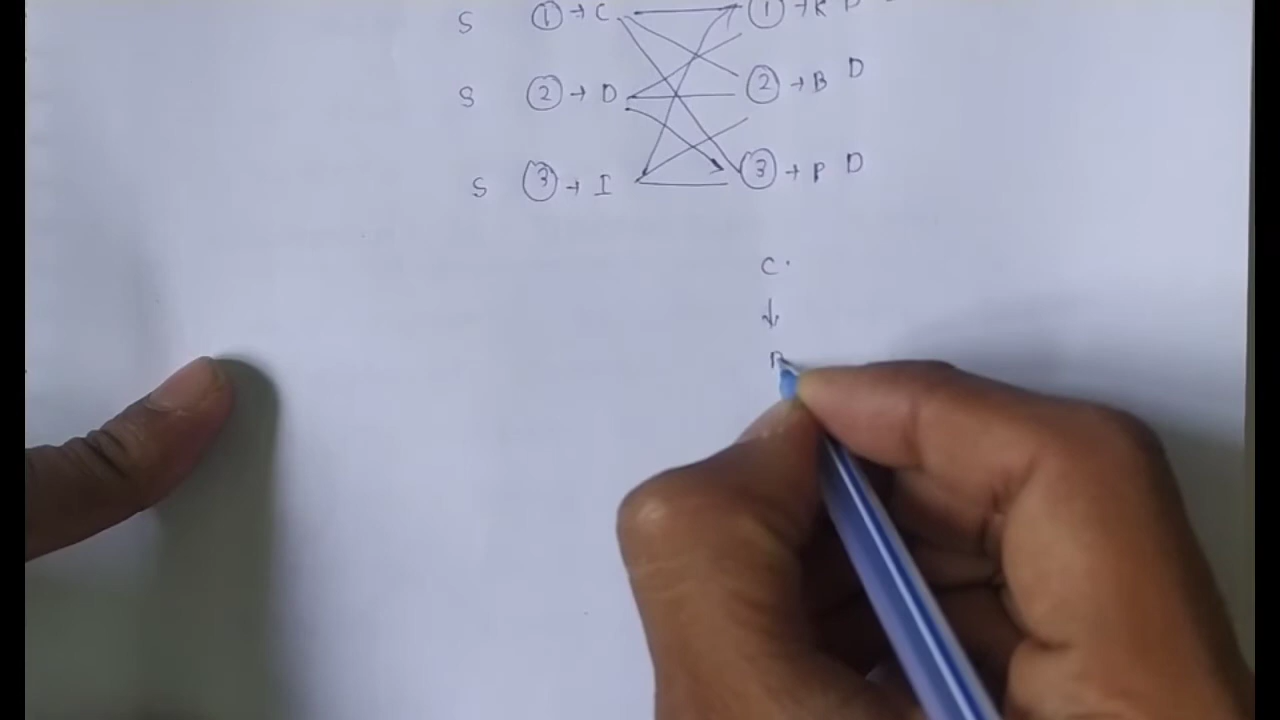 S ① → C ① → R D
S ② → D ② → B D
S ③ → I ③ → P D
C
↓